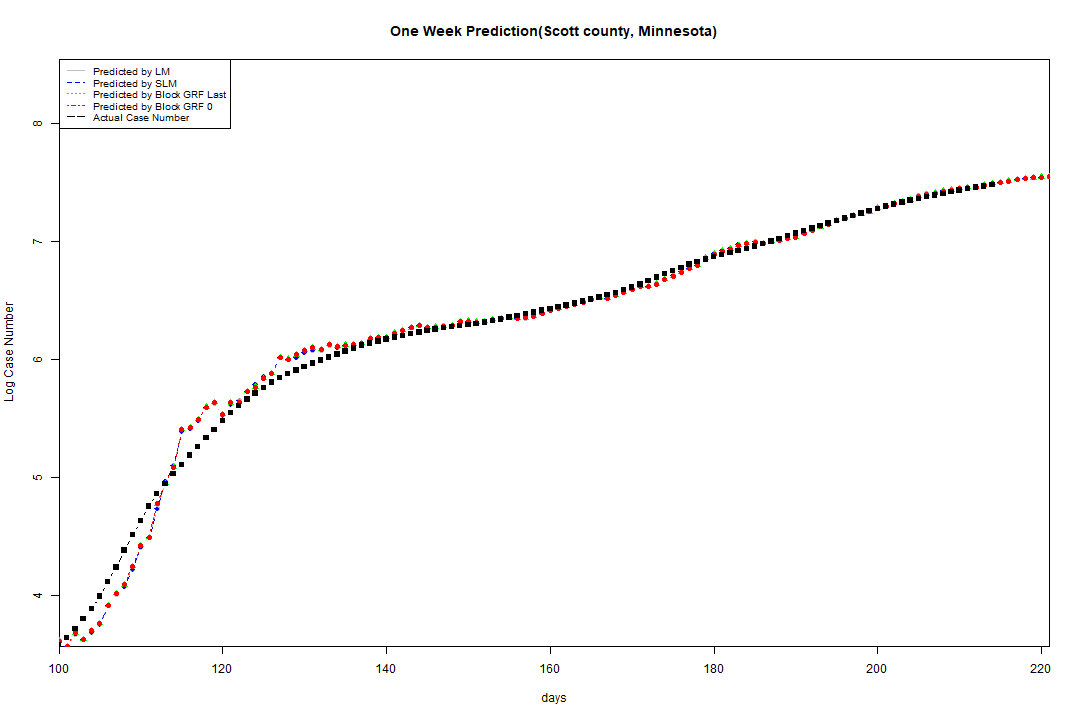 One Week Prediction(Scott county, Minnesota)
Predicted by LM
Predicted by SLM
Predicted by Block GRF Last
Predicted by Block GRF 0
Actual Case Number
Log Case Number
8
7
6
5
4
100 120 140 160 180 200 220
days